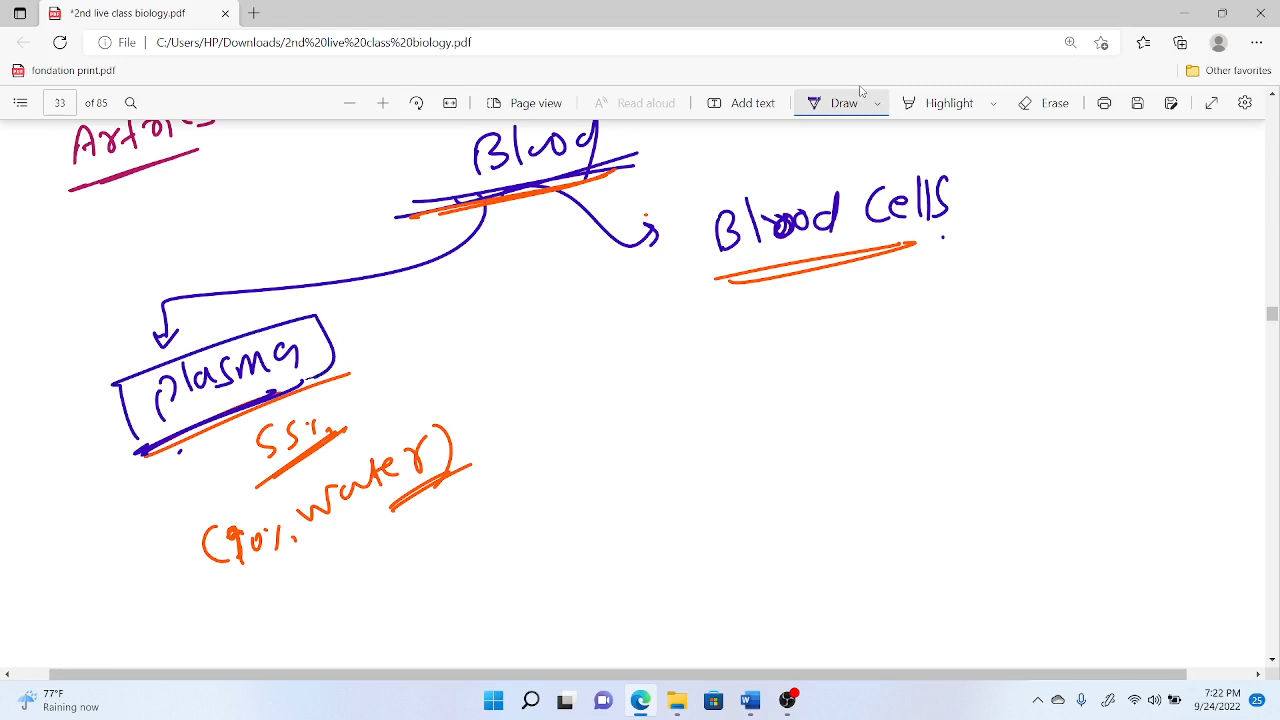 *2nd live class biology.pdf
File C:/Users/HP/Downloads/2nd%20live%20class%20biology.pdf
fondation print.pdf
Other favorites
33 of 85
Page view
Read aloud
Add text
Draw
Highlight
Erase
Blood
Blood Cells
plasma
55%
(90% water)
77°F
Raining now
7:22 PM
9/24/2022
25